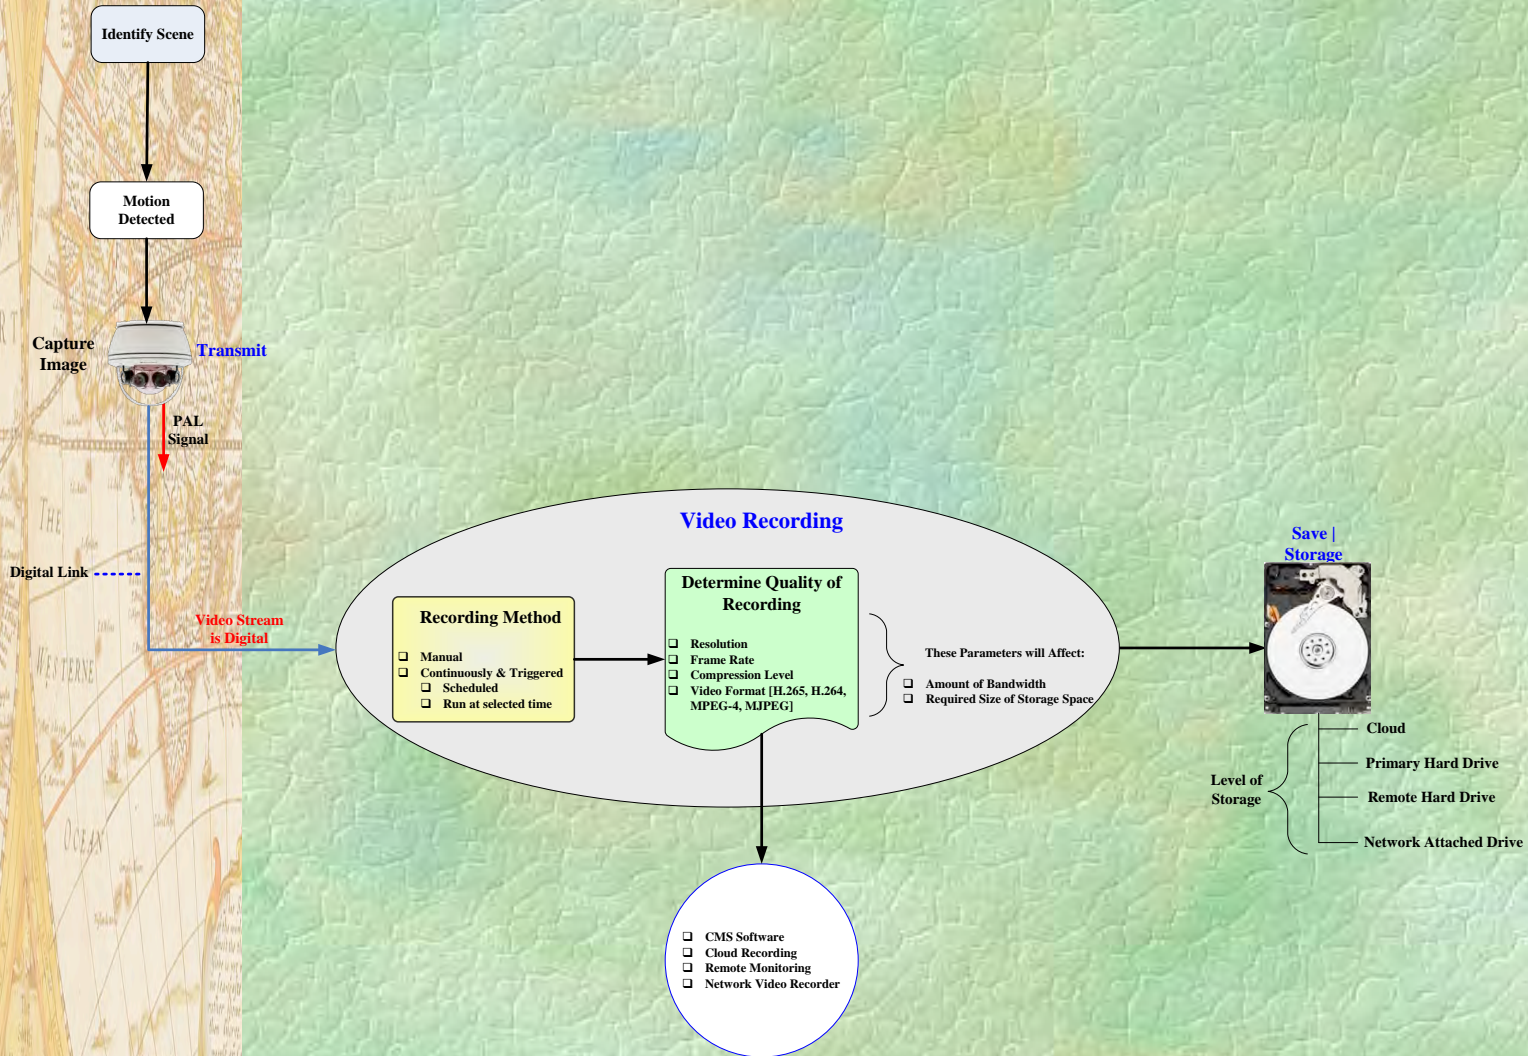 Identify Scene
Motion
Detected
Capture
Image
Transmit
PAL
Signal
Digital Link
Video Stream
is Digital
Video Recording
Recording Method
❑ Manual
❑ Continuously & Triggered
❑ Scheduled
❑ Run at selected time
Determine Quality of
Recording
❑ Resolution
❑ Frame Rate
❑ Compression Level
❑ Video Format [H.265, H.264,
MPEG-4, MJPEG]
These Parameters will Affect:
❑ Amount of Bandwidth
❑ Required Size of Storage Space
Save |
Storage
Level of
Storage
Cloud
Primary Hard Drive
Remote Hard Drive
Network Attached Drive
❑ CMS Software
❑ Cloud Recording
❑ Remote Monitoring
❑ Network Video Recorder
THE
WESTERNE
OCEAN